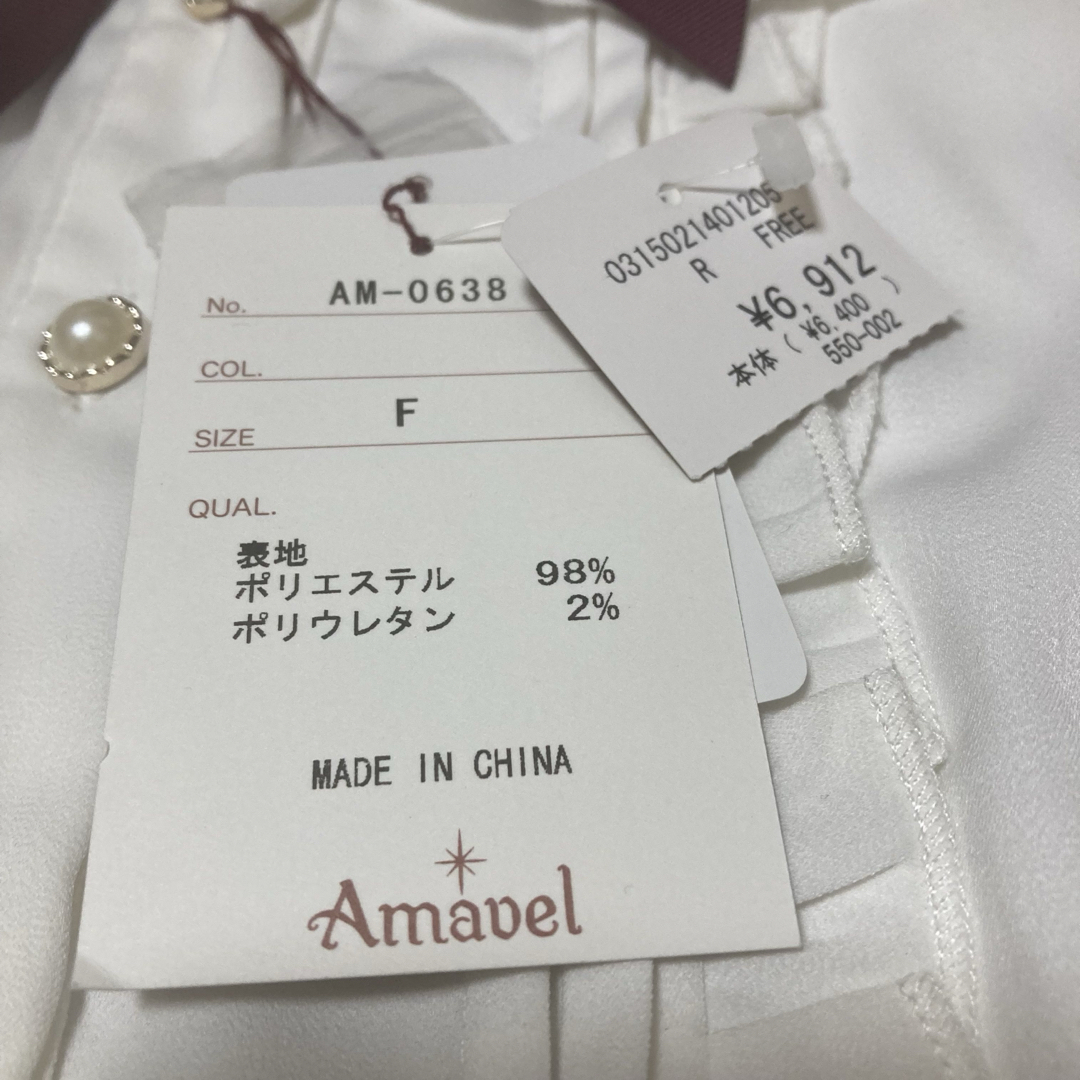 No. AM-0638
COL.
SIZE F
QUAL.
表地
ポリエステル 98%
ポリウレタン 2%
MADE IN CHINA
Amavel
0315021401205
R FREE
¥6,912
本体 ( ¥6,400 )
550-002